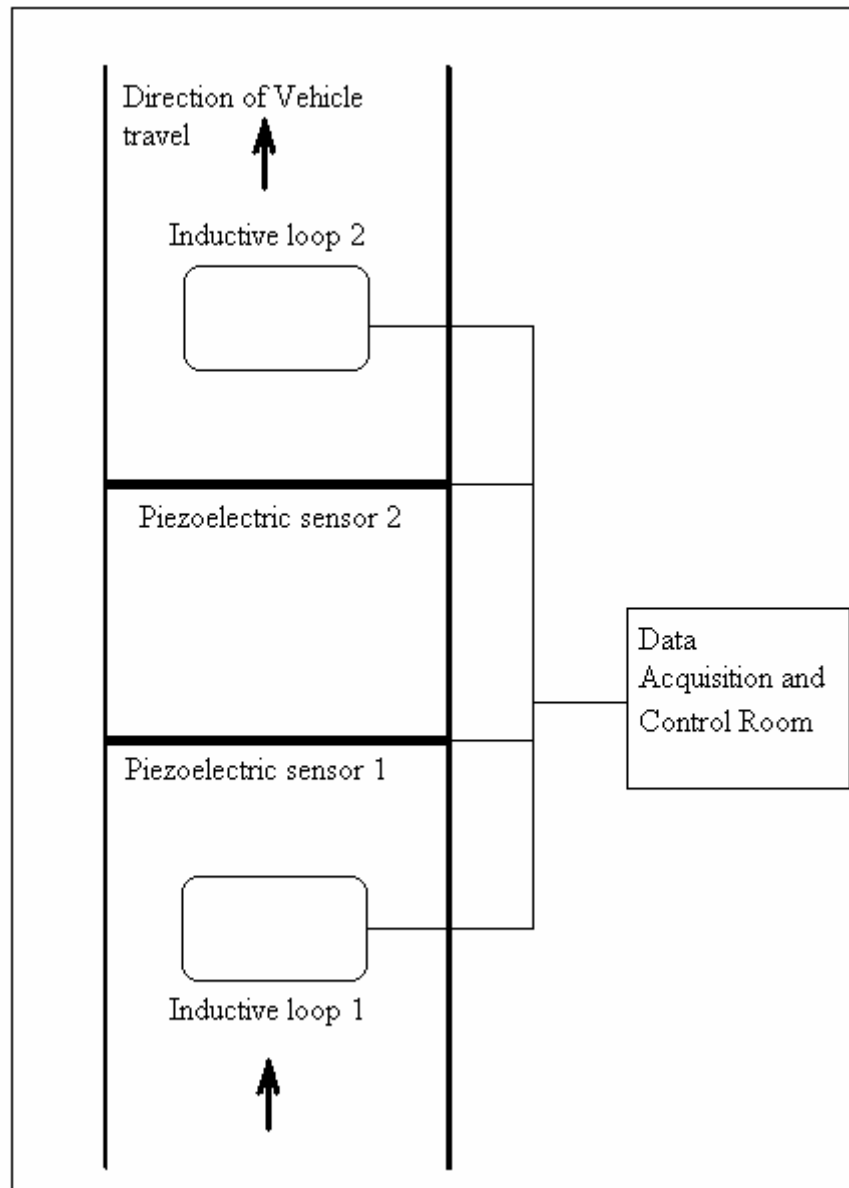 Direction of Vehicle
travel
Inductive loop 2
Piezoelectric sensor 2
Data
Acquisition and
Control Room
Piezoelectric sensor 1
Inductive loop 1